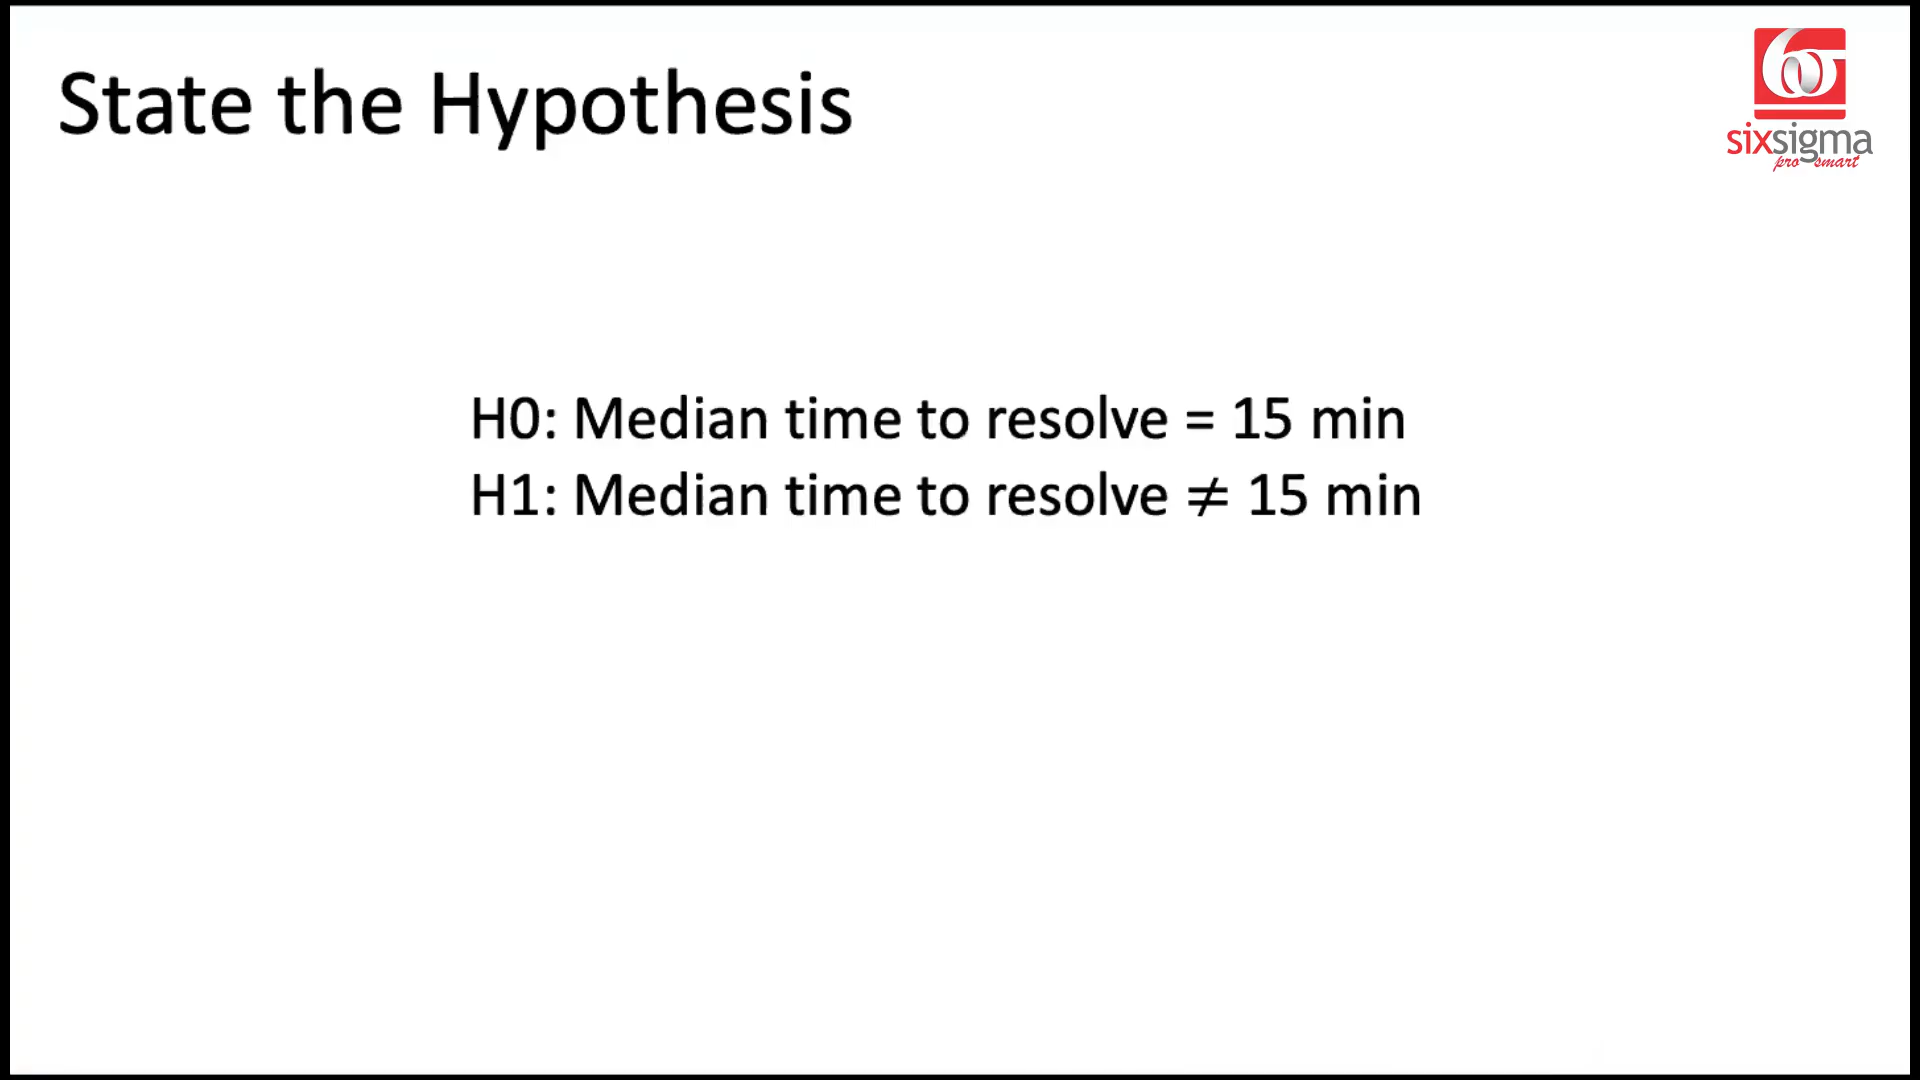 State the Hypothesis
sixsigma
pro smart
H0: Median time to resolve = 15 min
H1: Median time to resolve ≠ 15 min